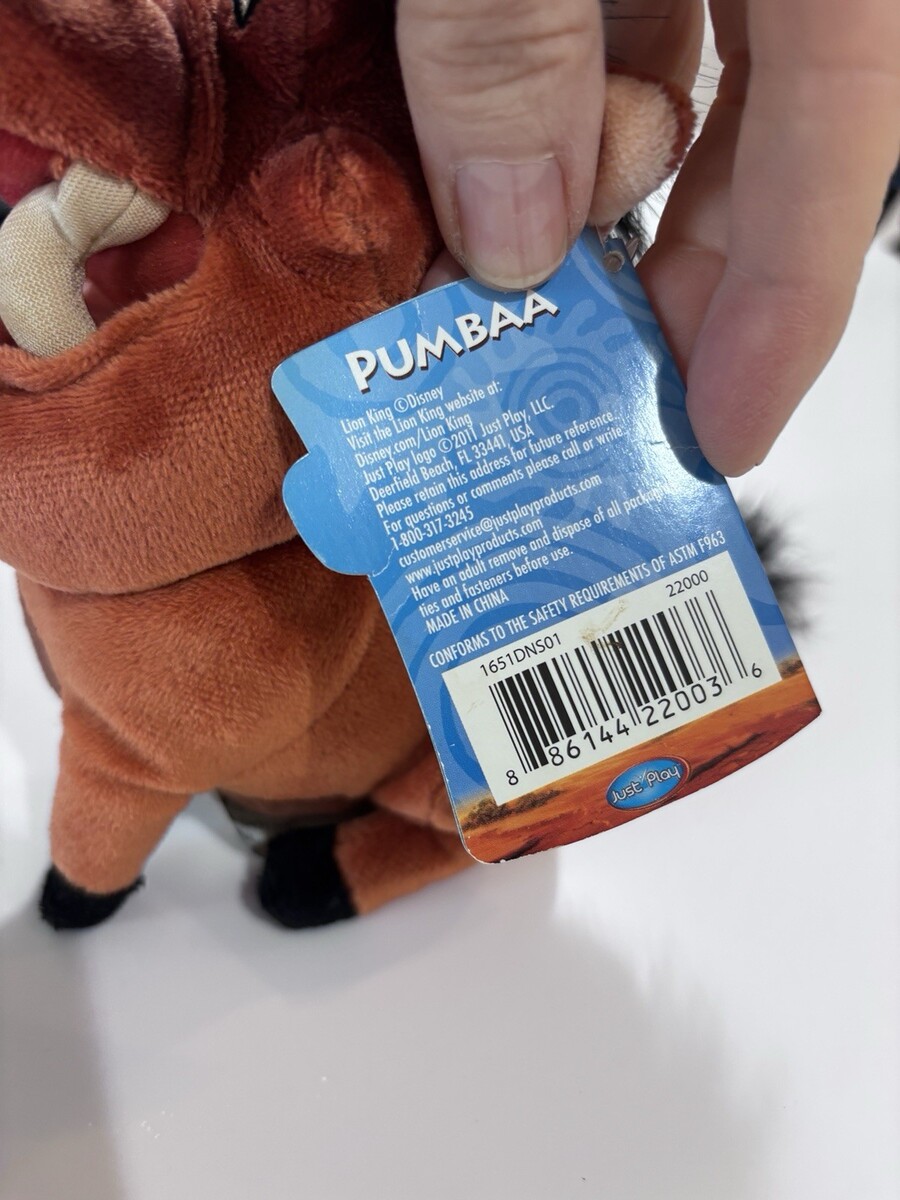 PUMBAA
Lion King ©Disney
Visit the Lion King website at:
Disney.com/Lion King
Just Play logo ©2011 Just Play, LLC.
Deerfield Beach, FL 33441, USA
Please retain this address for future reference.
For questions or comments please call or write:
1-800-317-3245
customerservice@justplayproducts.com
www.justplayproducts.com
Have an adult remove and dispose of all
ties and fasteners before use.
MADE IN CHINA
CONFORMS TO THE SAFETY REQUIREMENTS OF ASTM F963
1651DNS01 22000
8 86144 22003 6
Just Play